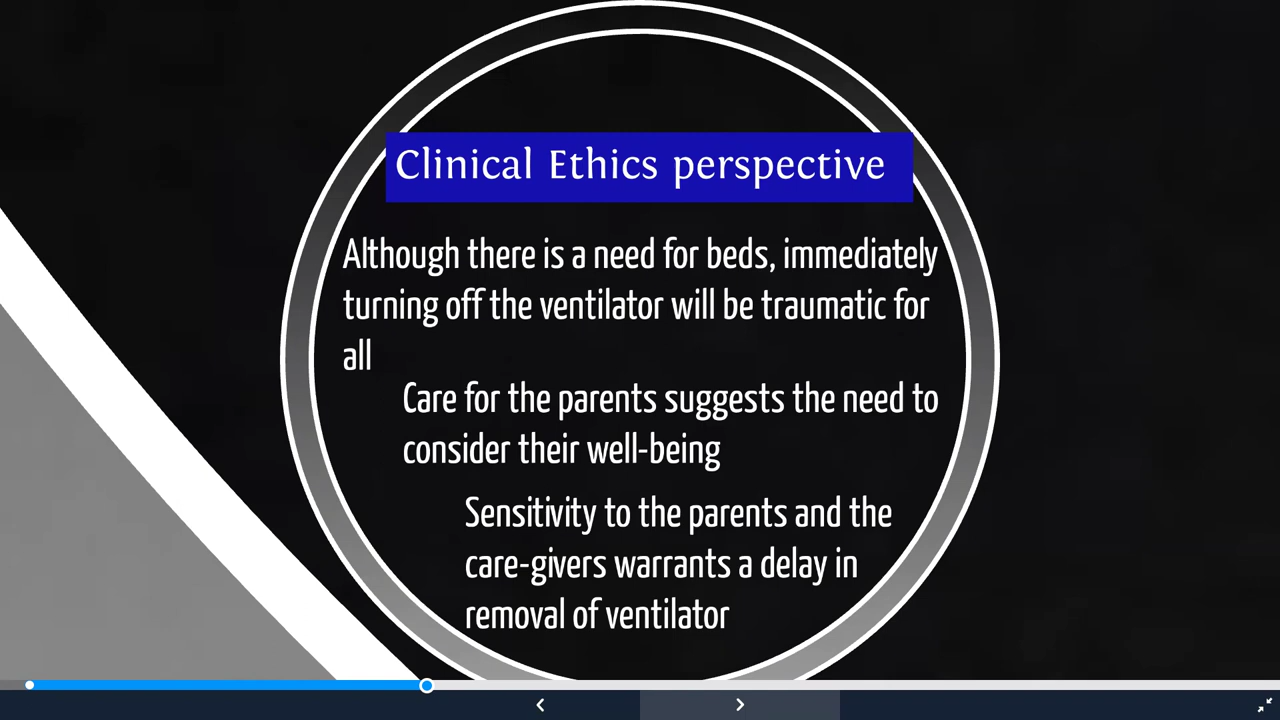 Clinical Ethics perspective
Although there is a need for beds, immediately
turning off the ventilator will be traumatic for
all
Care for the parents suggests the need to
consider their well-being
Sensitivity to the parents and the
care-givers warrants a delay in
removal of ventilator